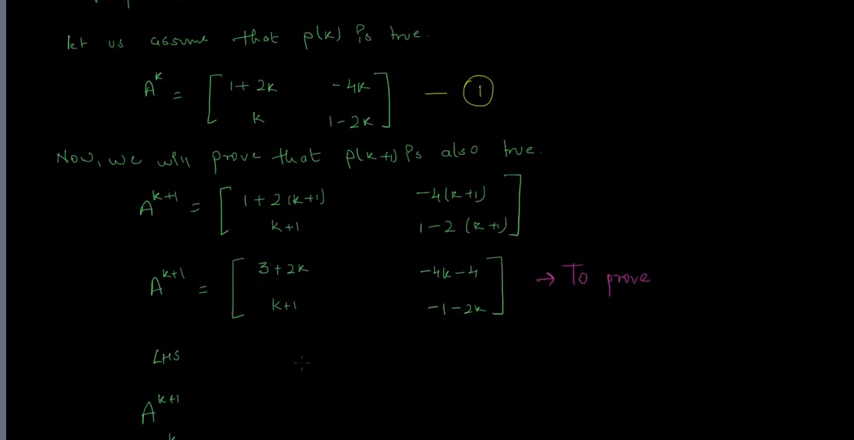 let us assume that p(k) is true.
A^k = [ 1+2k -4k
k 1-2k ] — ①
Now, we will prove that p(k+1) is also true.
A^k+1 = [ 1+2(k+1) -4(k+1)
k+1 1-2(k+1) ]
A^k+1 = [ 3+2k -4k-4
k+1 -1-2k ] → To prove
LHS
A^k+1